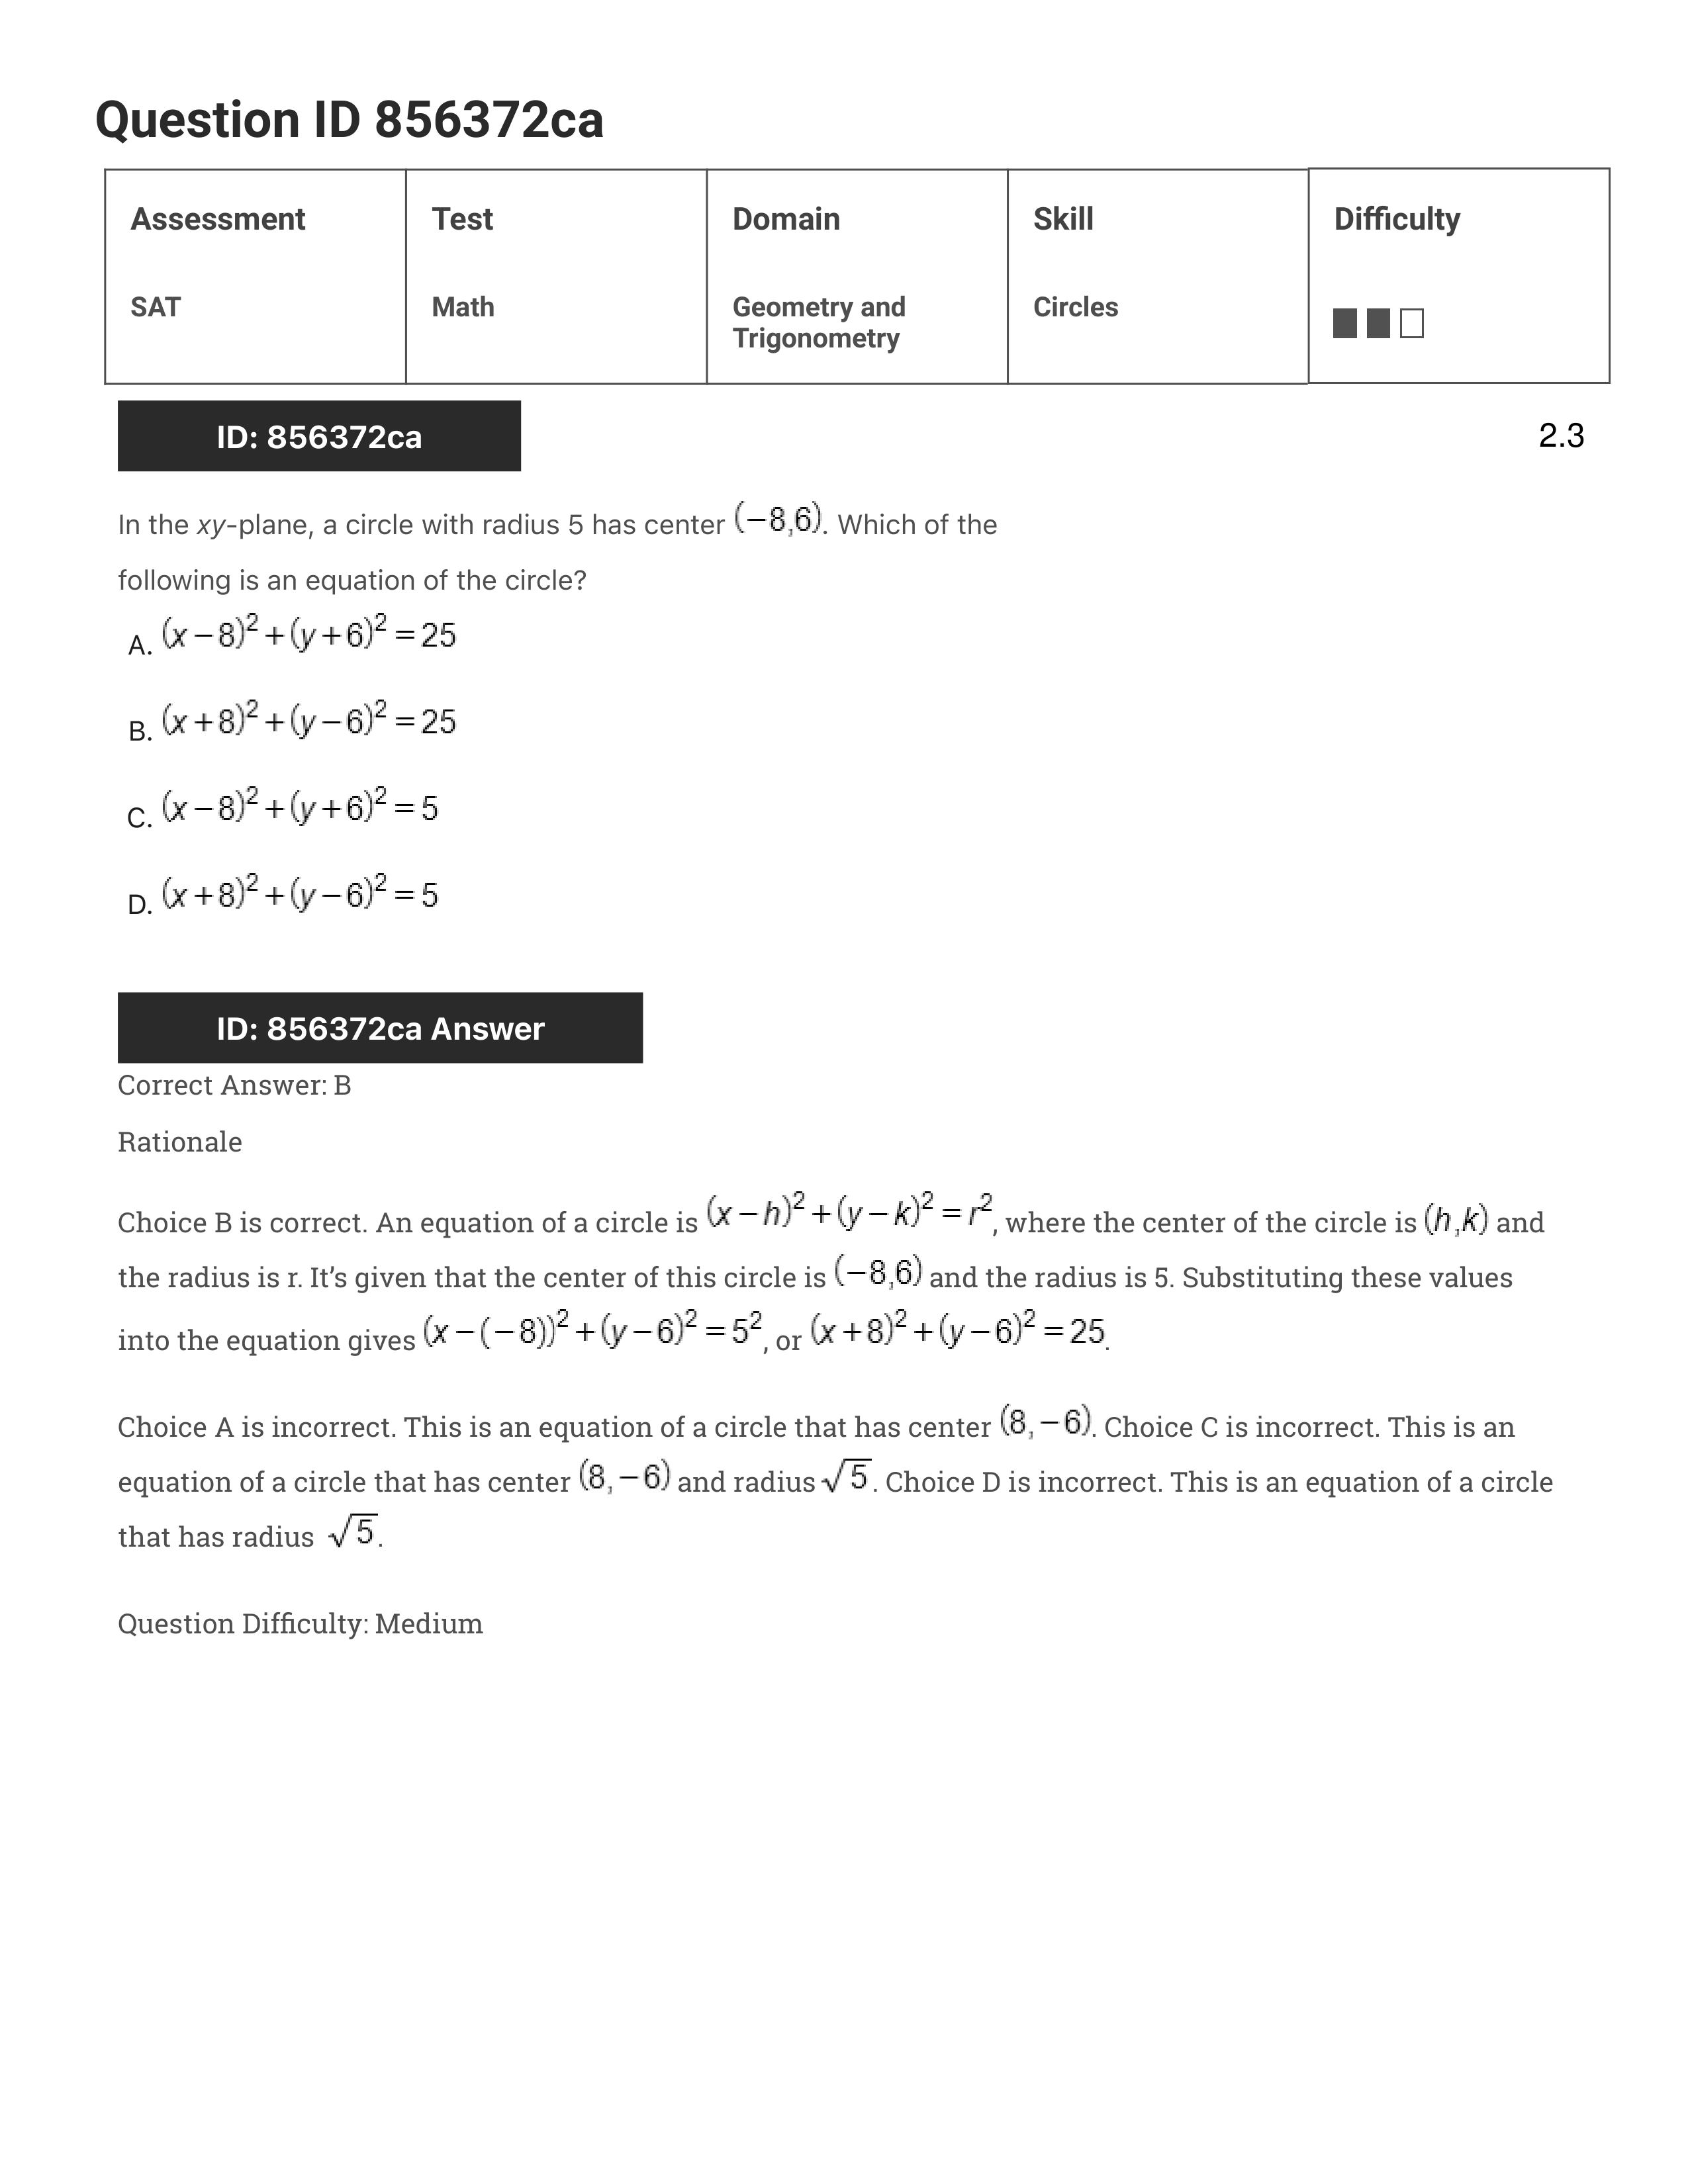 Question ID 856372ca
Assessment Test Domain Skill Difficulty
SAT Math Geometry and Trigonometry Circles
ID: 856372ca 2.3
In the xy-plane, a circle with radius 5 has center (−8,6). Which of the
following is an equation of the circle?
A. (x−8)²+(y+6)²=25
B. (x+8)²+(y−6)²=25
C. (x−8)²+(y+6)²=5
D. (x+8)²+(y−6)²=5
ID: 856372ca Answer
Correct Answer: B
Rationale
Choice B is correct. An equation of a circle is (x−h)²+(y−k)²=r², where the center of the circle is (h,k) and
the radius is r. It’s given that the center of this circle is (−8,6) and the radius is 5. Substituting these values
into the equation gives (x−(−8))²+(y−6)²=5², or (x+8)²+(y−6)²=25.
Choice A is incorrect. This is an equation of a circle that has center (8,−6). Choice C is incorrect. This is an
equation of a circle that has center (8,−6) and radius √5. Choice D is incorrect. This is an equation of a circle
that has radius √5.
Question Difficulty: Medium